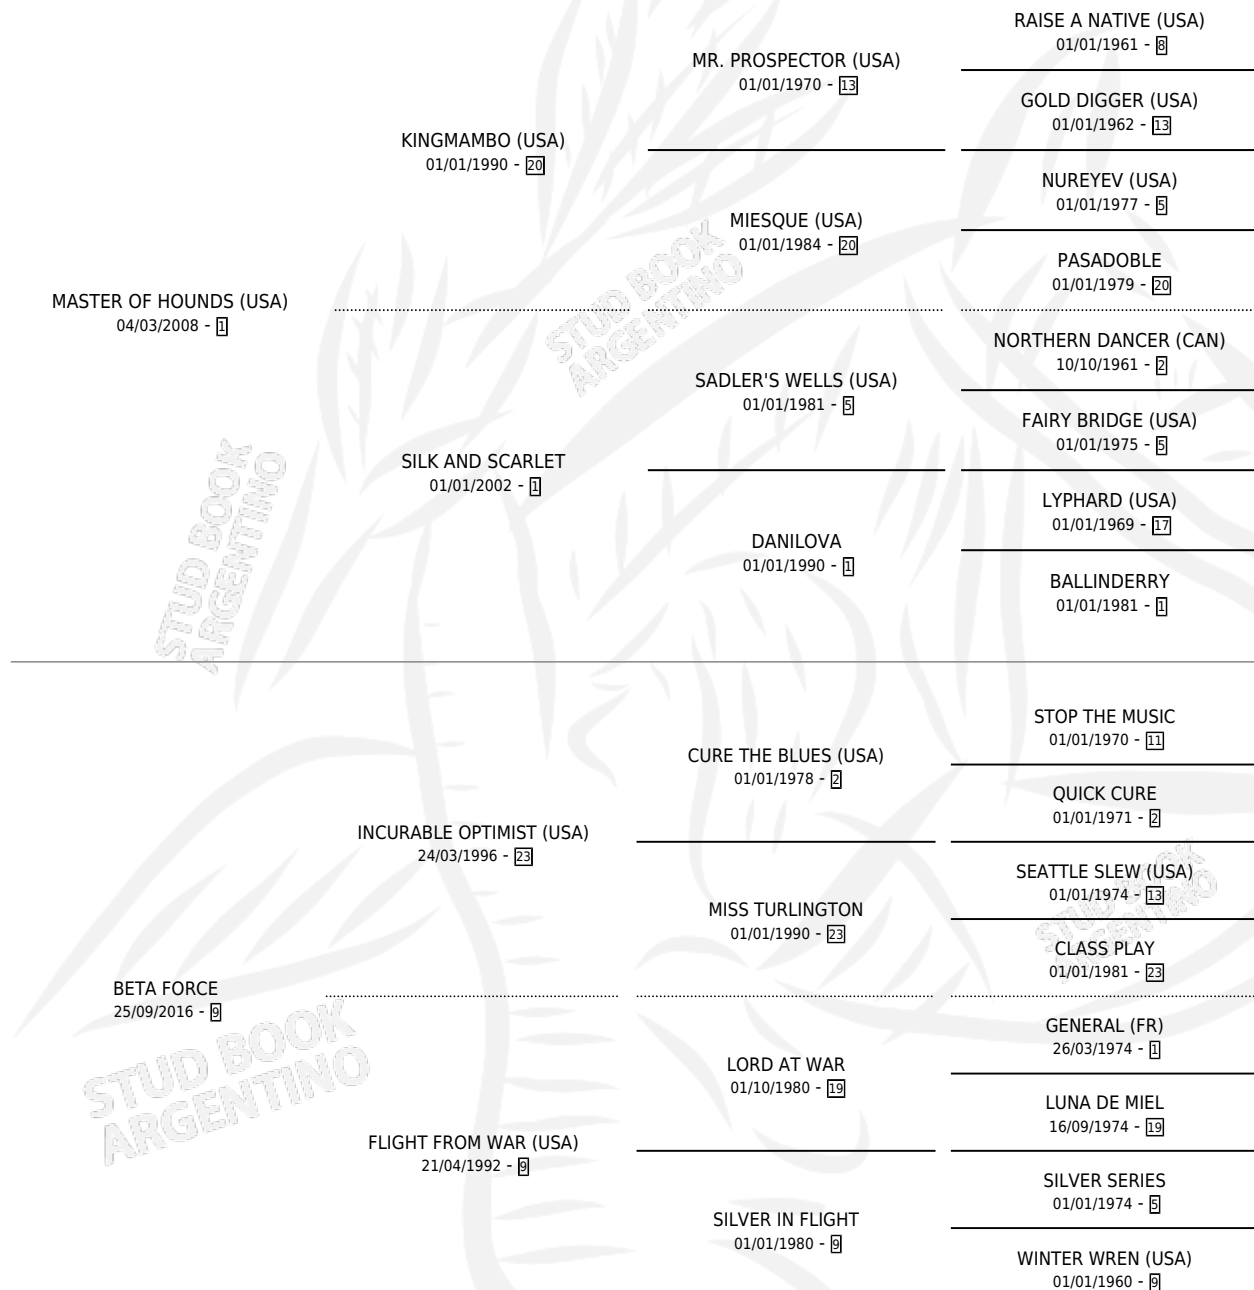 RAISE A NATIVE (USA)
01/01/1961 - 8
MR. PROSPECTOR (USA)
01/01/1970 - 13
GOLD DIGGER (USA)
01/01/1962 - 13
KINGMAMBO (USA)
01/01/1990 - 20
NUREYEV (USA)
01/01/1977 - 5
MIESQUE (USA)
01/01/1984 - 20
PASADOBLE
01/01/1979 - 20
MASTER OF HOUNDS (USA)
04/03/2008 - 1
STUD BOOK
ARGENTINO
NORTHERN DANCER (CAN)
10/10/1961 - 2
SADLER'S WELLS (USA)
01/01/1981 - 5
FAIRY BRIDGE (USA)
01/01/1975 - 5
SILK AND SCARLET
01/01/2002 - 1
LYPHARD (USA)
01/01/1969 - 17
DANILOVA
01/01/1990 - 1
BALLINDERRY
01/01/1981 - 1
STUD BOOK
ARGENTINO
STOP THE MUSIC
01/01/1970 - 11
CURE THE BLUES (USA)
01/01/1978 - 2
QUICK CURE
01/01/1971 - 2
INCURABLE OPTIMIST (USA)
24/03/1996 - 23
SEATTLE SLEW (USA)
01/01/1974 - 13
MISS TURLINGTON
01/01/1990 - 23
STUD BOOK
ARGENTINO
CLASS PLAY
01/01/1981 - 23
BETA FORCE
25/09/2016 - 9
GENERAL (FR)
26/03/1974 - 1
LORD AT WAR
01/10/1980 - 19
STUD BOOK
ARGENTINO
LUNA DE MIEL
16/09/1974 - 19
FLIGHT FROM WAR (USA)
21/04/1992 - 9
SILVER SERIES
01/01/1974 - 5
SILVER IN FLIGHT
01/01/1980 - 9
WINTER WREN (USA)
01/01/1960 - 9